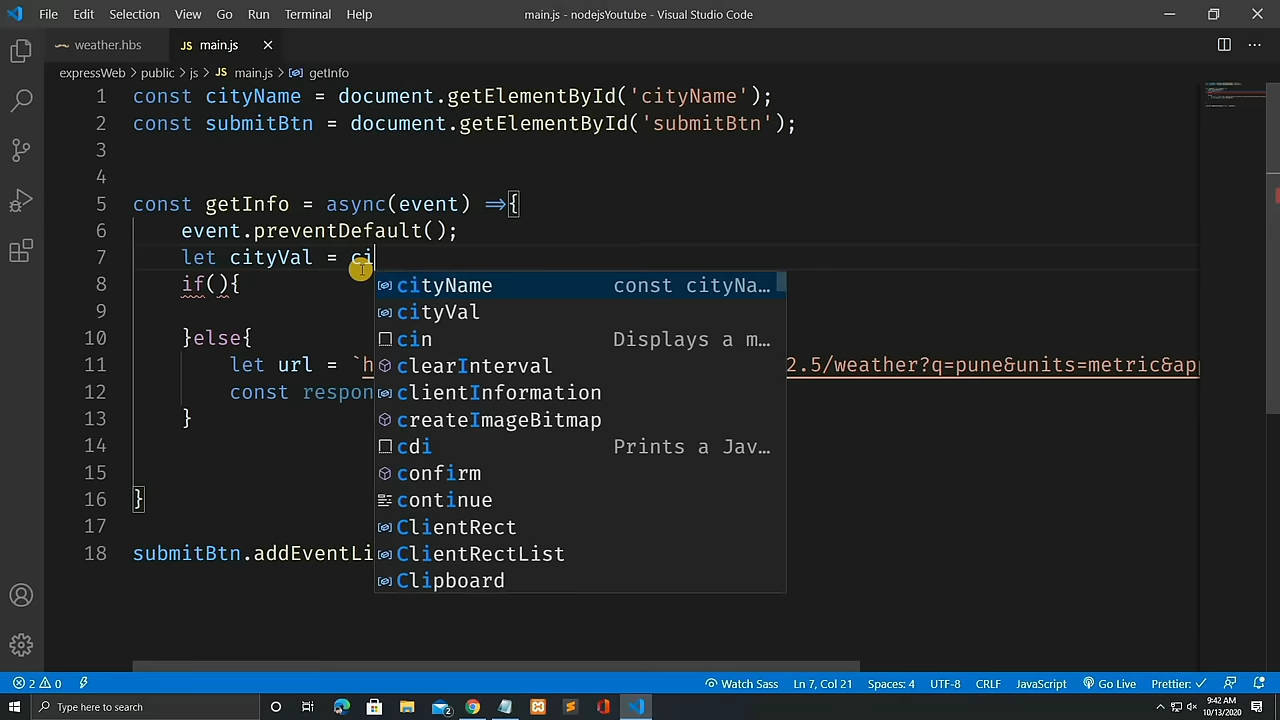 File Edit Selection View Go Run Terminal Help main.js - nodejsYoutube - Visual Studio Code
weather.hbs JS main.js
expressWeb > public > js > JS main.js > getInfo
1 const cityName = document.getElementById('cityName');
2 const submitBtn = document.getElementById('submitBtn');
3
4
5 const getInfo = async(event) =>{
6 event.preventDefault();
7 let cityVal = ci
8 if(){
cityName const cityNa…
9
cityVal
10 }else{
cin Displays a m…
11 let url = `h 2.5/weather?q=pune&units=metric&app
clearInterval
12 const respon
clientInformation
13 }
createImageBitmap
14
cdi Prints a Jav…
15
confirm
16 }
continue
17
ClientRect
18 submitBtn.addEventLi
ClientRectList
Clipboard
2 0 Watch Sass Ln 7, Col 21 Spaces: 4 UTF-8 CRLF JavaScript Go Live Prettier: ✓
Type here to search 2 9:42 AM
10/13/2020